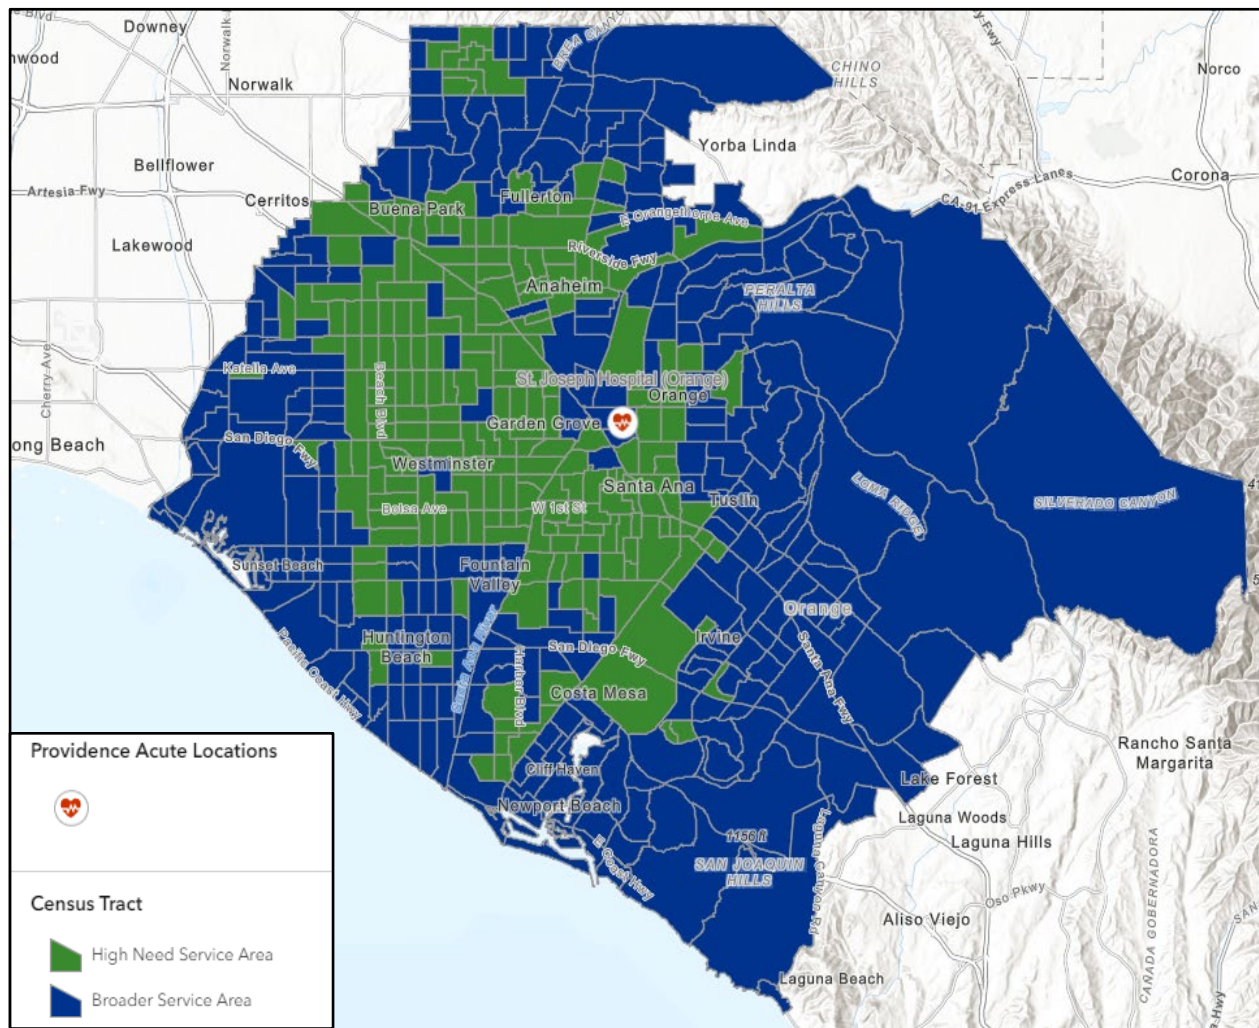 Downey
Norwalk
Norwalk
BREA CANYON
CHINO
HILLS
Norco
Yorba Linda
Bellflower
Artesia Fwy
Cerritos
Corona
CA-91 Express Lanes
Buena Park
Fullerton
E Orangethorpe Ave
Lakewood
Riverside Fwy
Anaheim
PERALTA
HILLS
Cherry Ave
Katella Ave
Beach Blvd
St. Joseph Hospital (Orange)
Orange
Garden Grove
ong Beach
San Diego Fwy
Westminster
Santa Ana
Tustin
LOMA RIDGE
SILVERADO CANYON
Bolsa Ave
W 1st St
Sunset Beach
Fountain
Valley
Orange
Huntington
Beach
Santa Ana River
San Diego Fwy
Irvine
Santa Ana Fwy
Pacific Coast Hwy
Harbor Blvd
Costa Mesa
Providence Acute Locations
Rancho Santa
Margarita
Cliff Haven
Lake Forest
Newport Beach
Laguna Woods
Laguna Hills
1156 ft
SAN JOAQUIN
HILLS
Laguna Canyon Rd
E Coast Hwy
Oso Pkwy
Census Tract
Aliso Viejo
CAÑADA GOBERNADORA
High Need Service Area
Laguna Beach
Broader Service Area